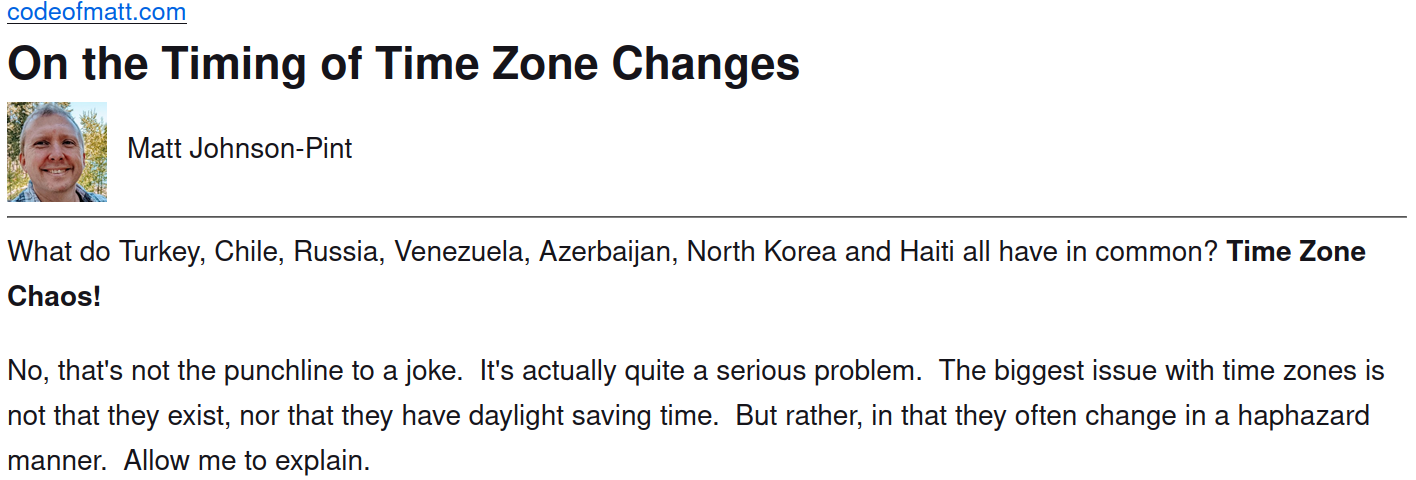 codeofmatt.com
On the Timing of Time Zone Changes
Matt Johnson-Pint
What do Turkey, Chile, Russia, Venezuela, Azerbaijan, North Korea and Haiti all have in common? Time Zone
Chaos!
No, that's not the punchline to a joke.  It's actually quite a serious problem.  The biggest issue with time zones is
not that they exist, nor that they have daylight saving time.  But rather, in that they often change in a haphazard
manner.  Allow me to explain.